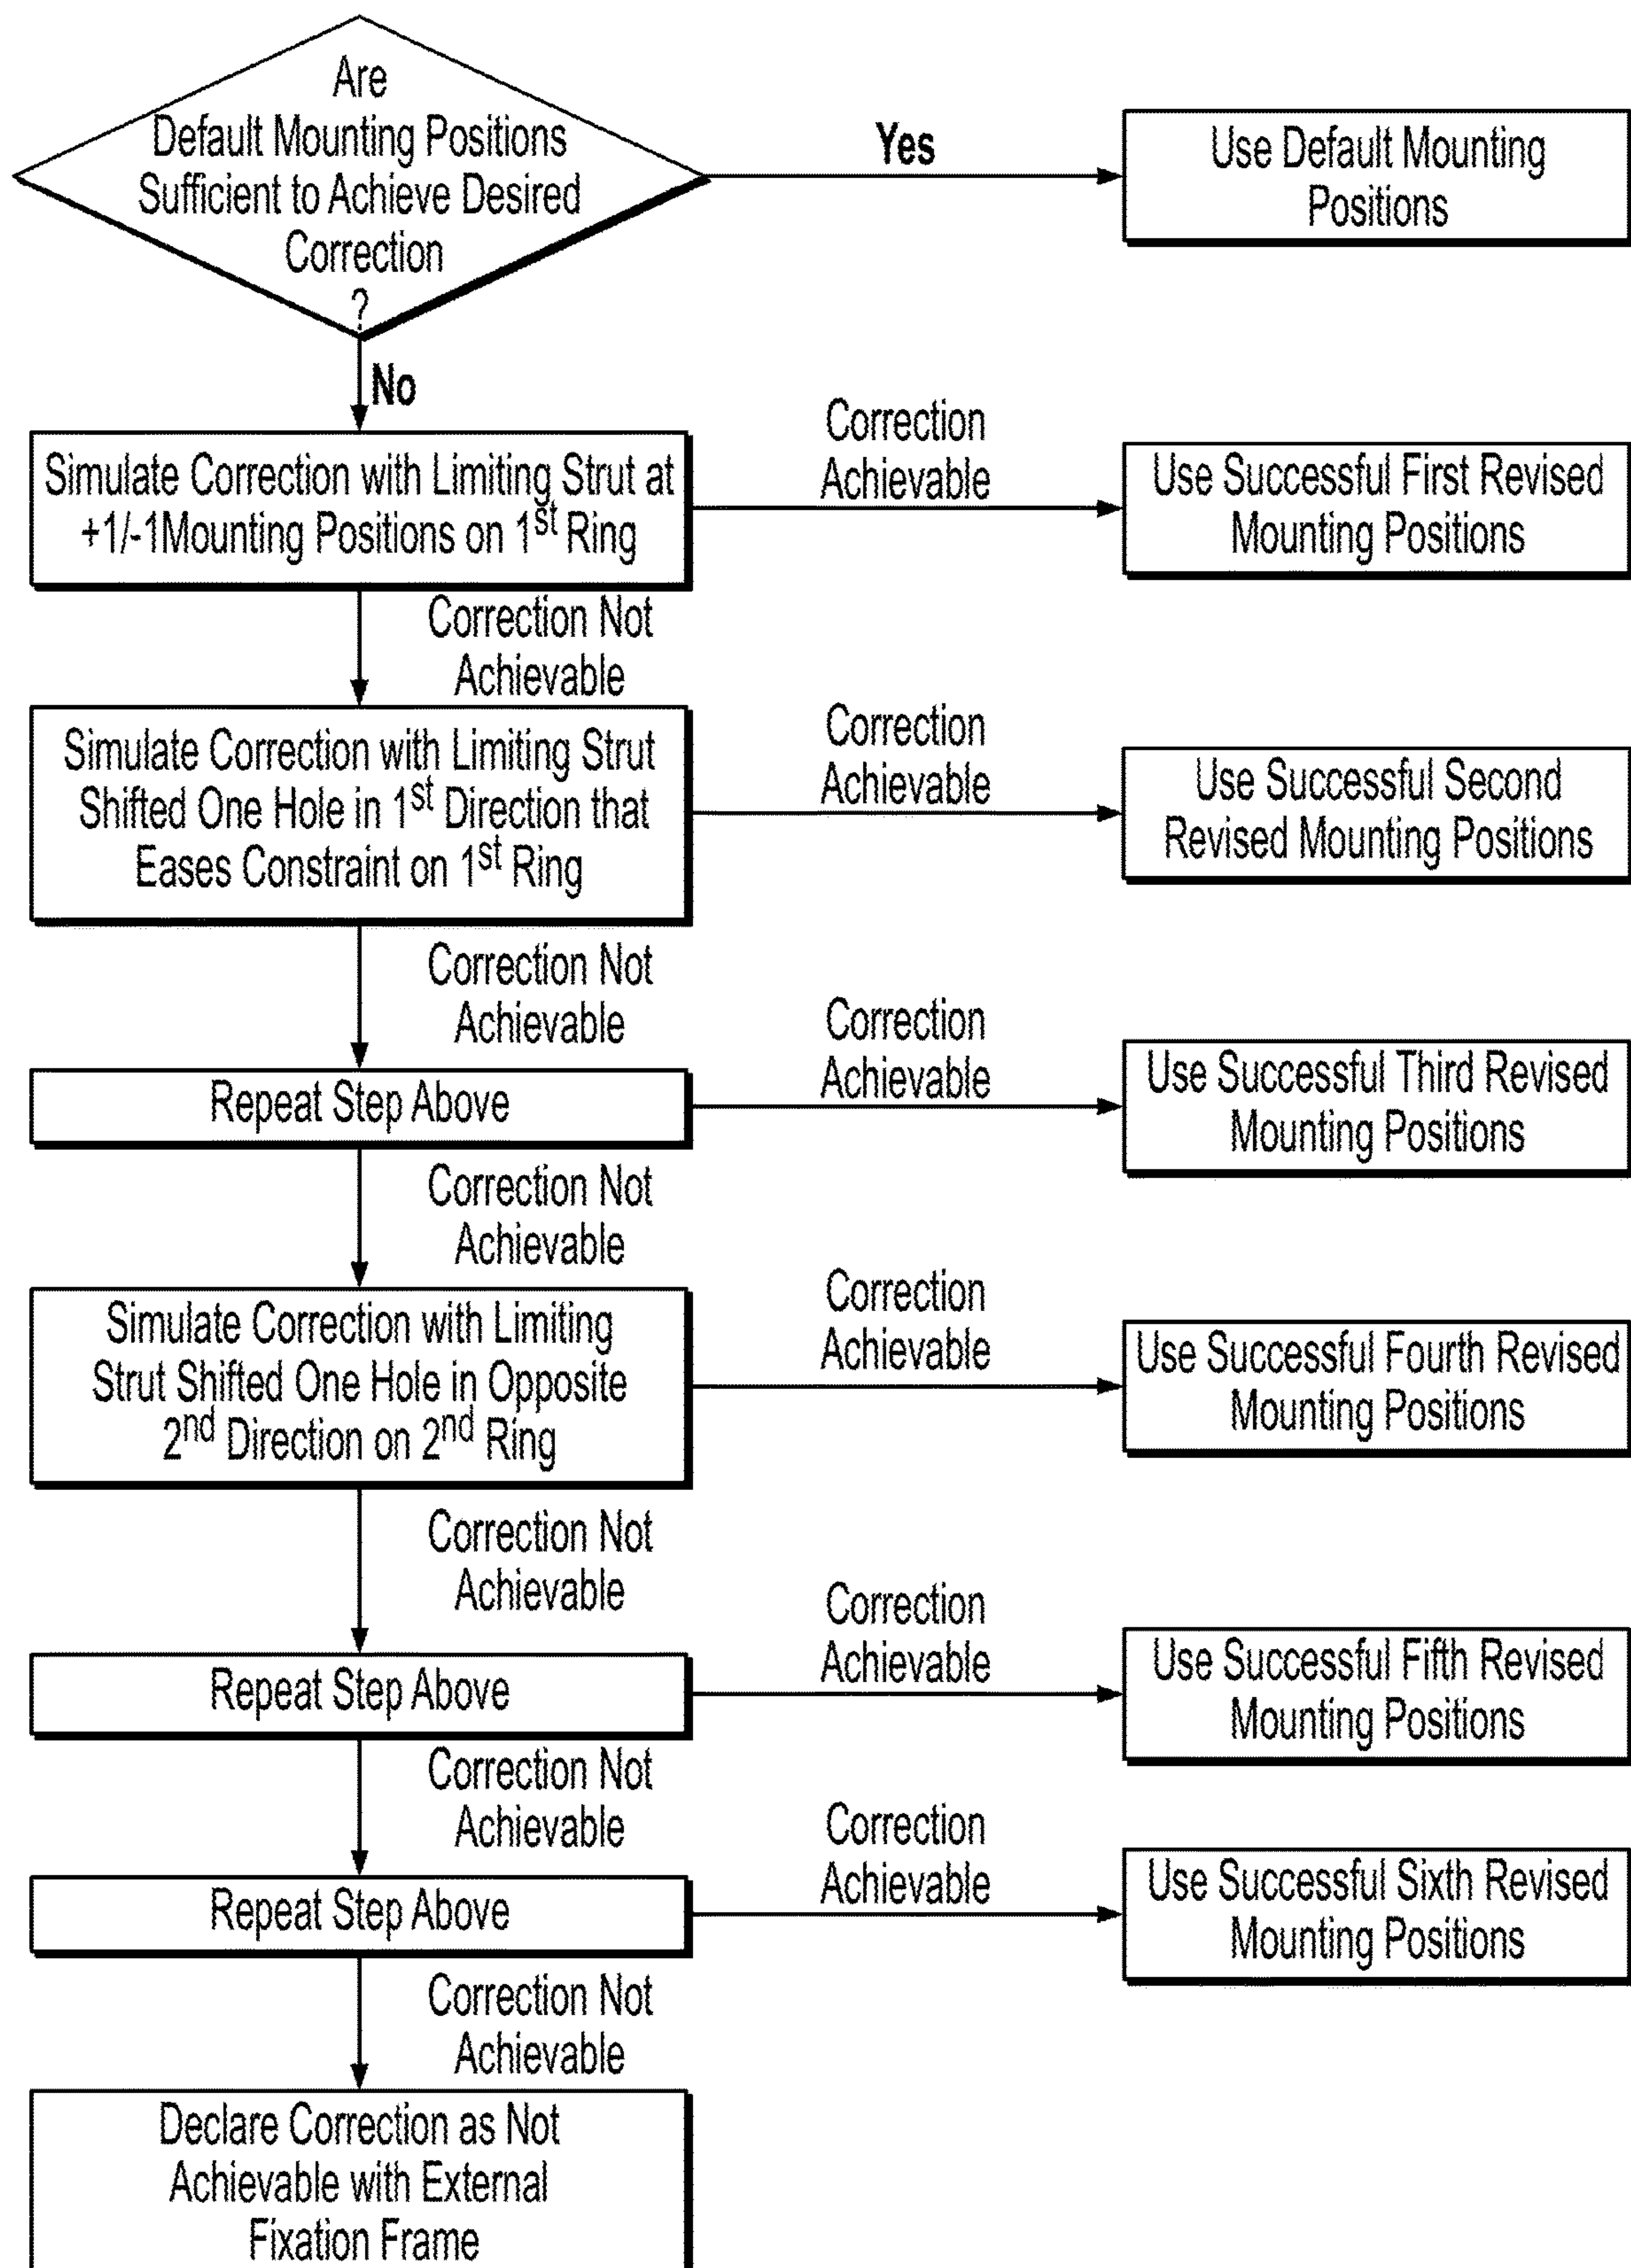 Are
Default Mounting Positions
Sufficient to Achieve Desired
Correction
?
Yes
Use Default Mounting
Positions
No
Simulate Correction with Limiting Strut at
+1/-1Mounting Positions on 1st Ring
Correction
Achievable
Use Successful First Revised
Mounting Positions
Correction Not
Achievable
Simulate Correction with Limiting Strut
Shifted One Hole in 1st Direction that
Eases Constraint on 1st Ring
Correction
Achievable
Use Successful Second
Revised Mounting Positions
Correction Not
Achievable
Repeat Step Above
Correction
Achievable
Use Successful Third Revised
Mounting Positions
Correction Not
Achievable
Simulate Correction with Limiting
Strut Shifted One Hole in Opposite
2nd Direction on 2nd Ring
Correction
Achievable
Use Successful Fourth Revised
Mounting Positions
Correction Not
Achievable
Repeat Step Above
Correction
Achievable
Use Successful Fifth Revised
Mounting Positions
Correction Not
Achievable
Repeat Step Above
Correction
Achievable
Use Successful Sixth Revised
Mounting Positions
Correction Not
Achievable
Declare Correction as Not
Achievable with External
Fixation Frame